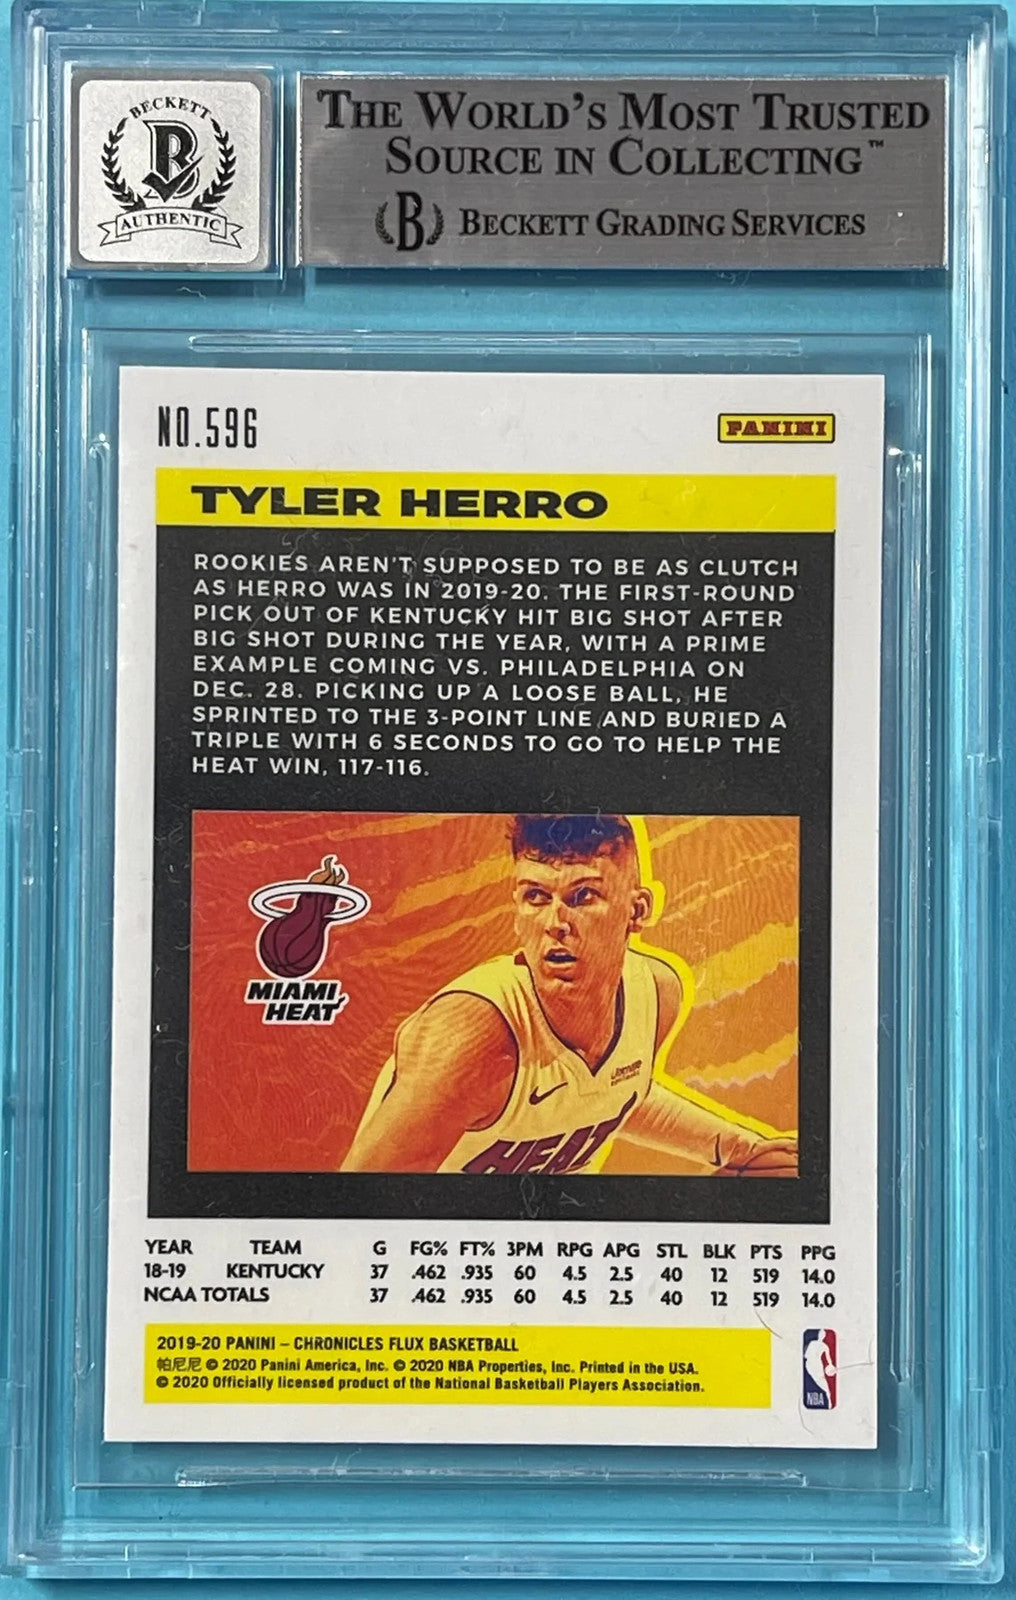 BECKETT
B
AUTHENTIC
THE WORLD'S MOST TRUSTED
SOURCE IN COLLECTING™
B BECKETT GRADING SERVICES
NO.596
PANINI
TYLER HERRO
ROOKIES AREN'T SUPPOSED TO BE AS CLUTCH
AS HERRO WAS IN 2019-20. THE FIRST-ROUND
PICK OUT OF KENTUCKY HIT BIG SHOT AFTER
BIG SHOT DURING THE YEAR, WITH A PRIME
EXAMPLE COMING VS. PHILADELPHIA ON
DEC. 28. PICKING UP A LOOSE BALL, HE
SPRINTED TO THE 3-POINT LINE AND BURIED A
TRIPLE WITH 6 SECONDS TO GO TO HELP THE
HEAT WIN, 117-116.
MIAMI
HEAT
HEAT
YEAR TEAM G FG% FT% 3PM RPG APG STL BLK PTS PPG
18-19 KENTUCKY 37 .462 .935 60 4.5 2.5 40 12 519 14.0
NCAA TOTALS 37 .462 .935 60 4.5 2.5 40 12 519 14.0
2019-20 PANINI – CHRONICLES FLUX BASKETBALL
帕尼尼 © 2020 Panini America, Inc. © 2020 NBA Properties, Inc. Printed in the USA.
© 2020 Officially licensed product of the National Basketball Players Association.
NBA